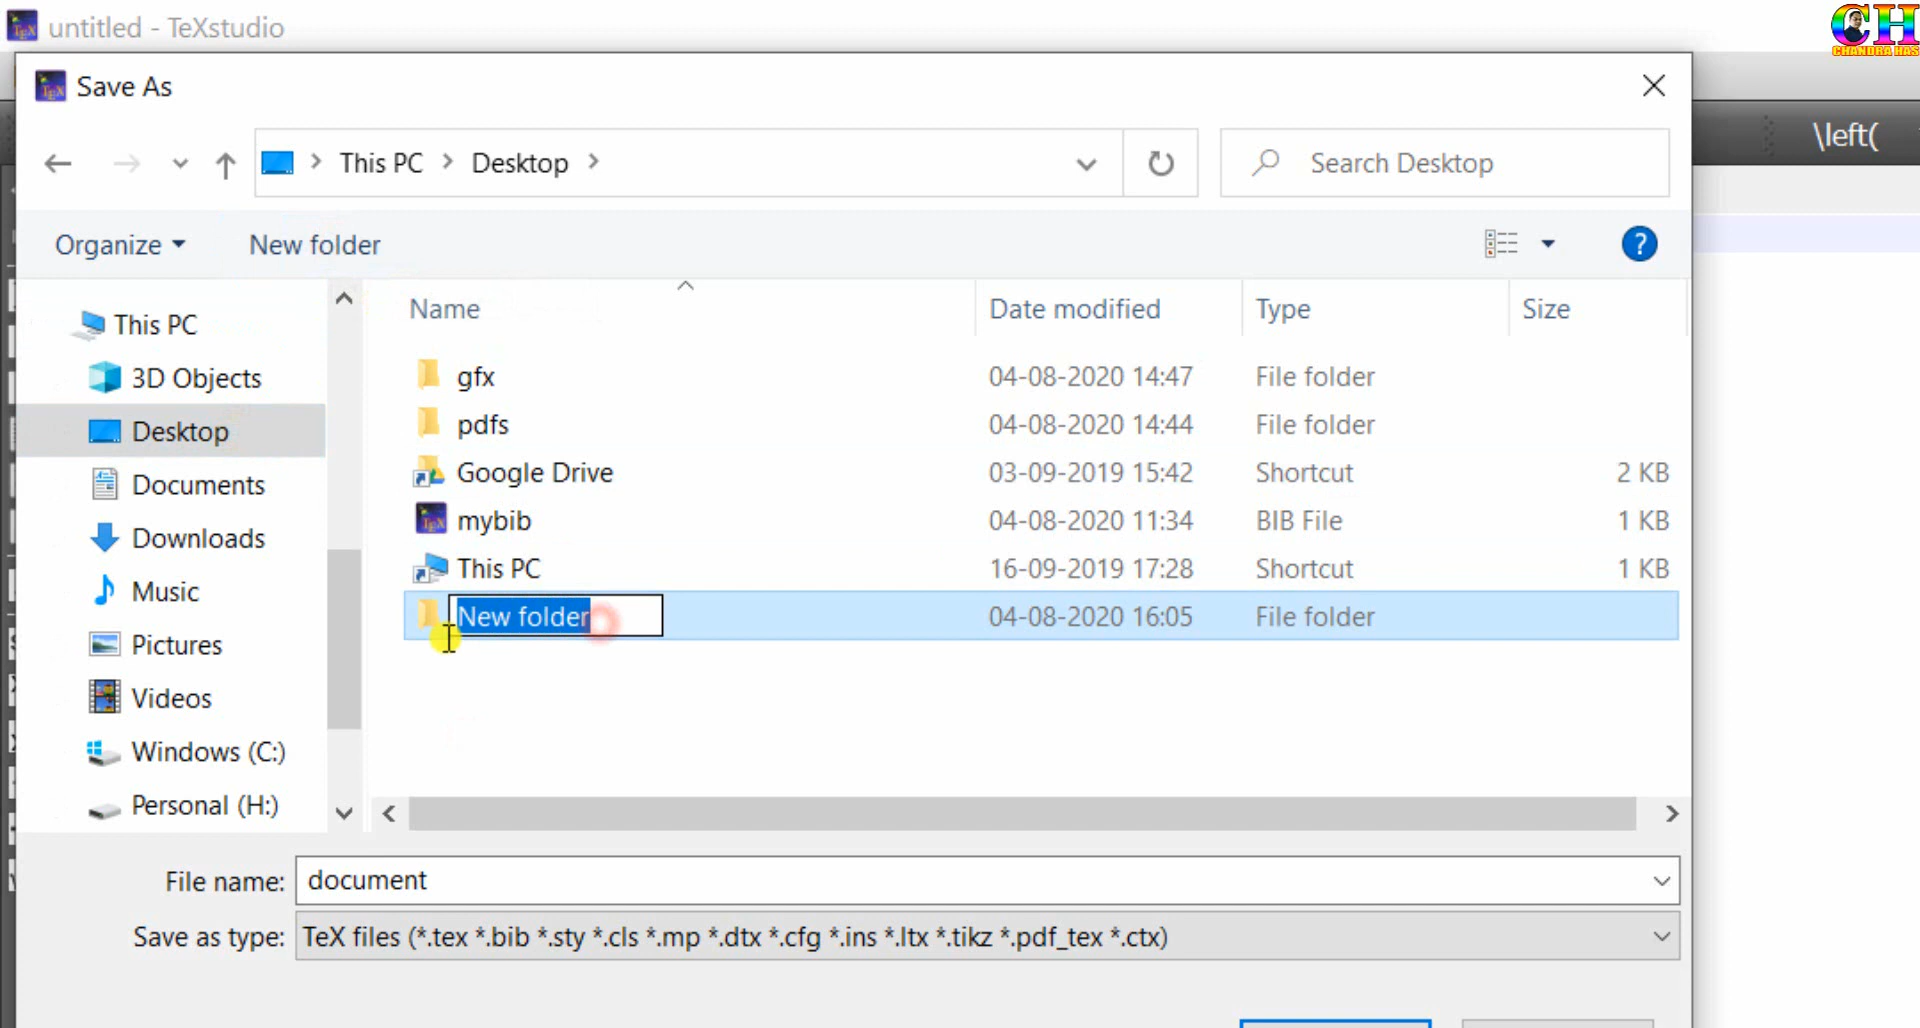 untitled - TeXstudio
CH
CHANDRA HAS
Save As
\left(
This PC > Desktop >
Search Desktop
Organize
New folder
?
Name Date modified Type Size
This PC
3D Objects
Desktop
Documents
Downloads
Music
Pictures
Videos
Windows (C:)
Personal (H:)
gfx 04-08-2020 14:47 File folder
pdfs 04-08-2020 14:44 File folder
Google Drive 03-09-2019 15:42 Shortcut 2 KB
mybib 04-08-2020 11:34 BIB File 1 KB
This PC 16-09-2019 17:28 Shortcut 1 KB
New folder 04-08-2020 16:05 File folder
File name: document
Save as type: TeX files (*.tex *.bib *.sty *.cls *.mp *.dtx *.cfg *.ins *.ltx *.tikz *.pdf_tex *.ctx)